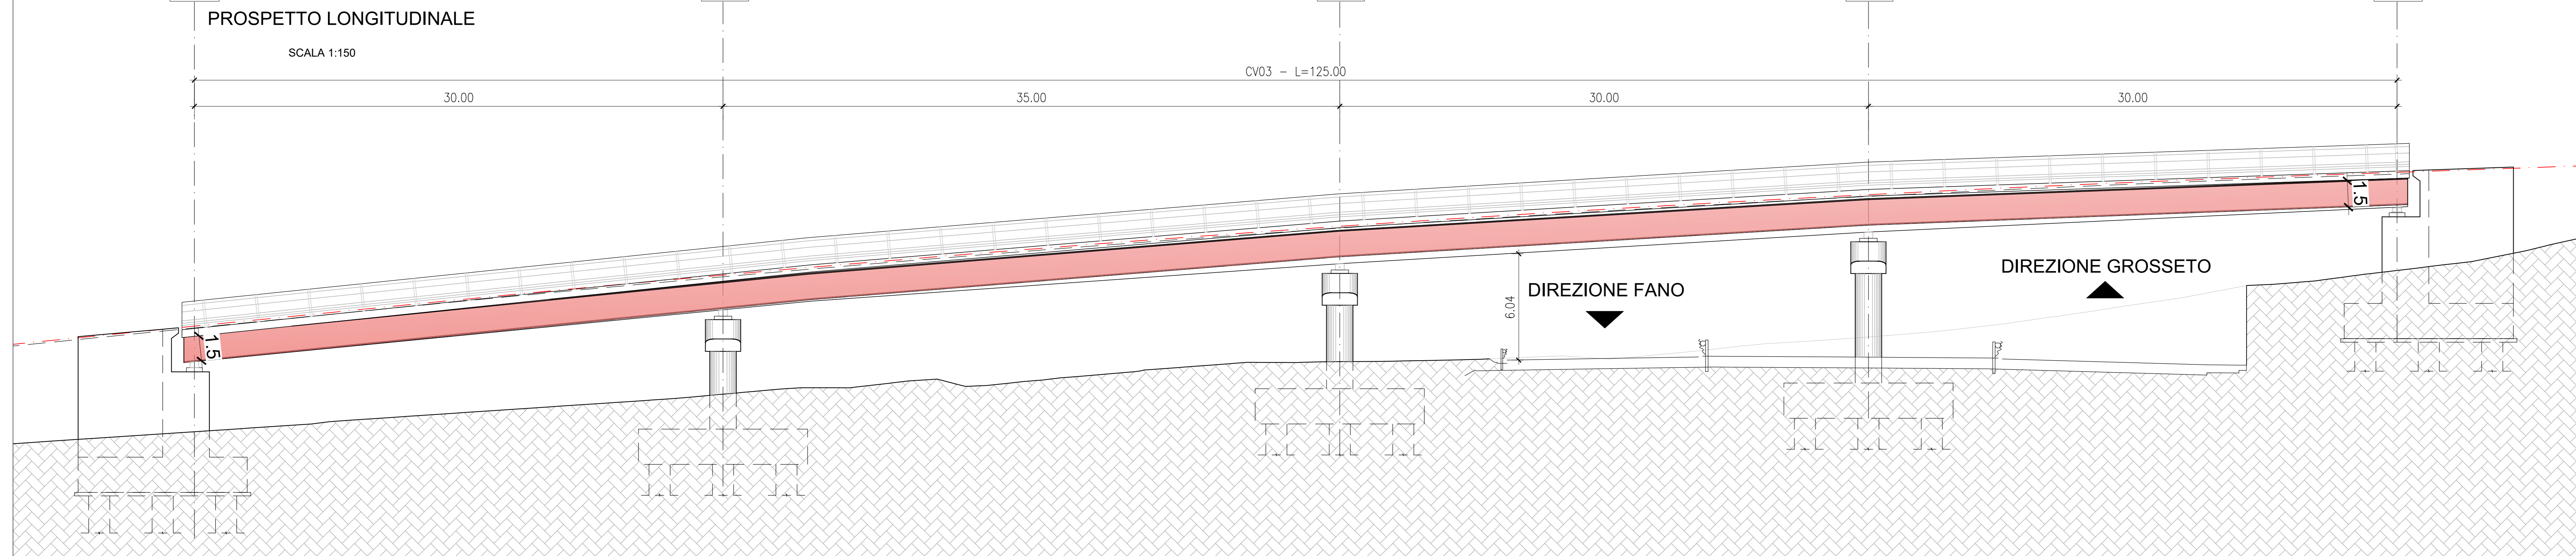 PROSPETTO LONGITUDINALE
SCALA 1:150
CV03 - L=125.00
30.00
35.00
30.00
30.00
1.5
1.5
6.04
DIREZIONE FANO
DIREZIONE GROSSETO